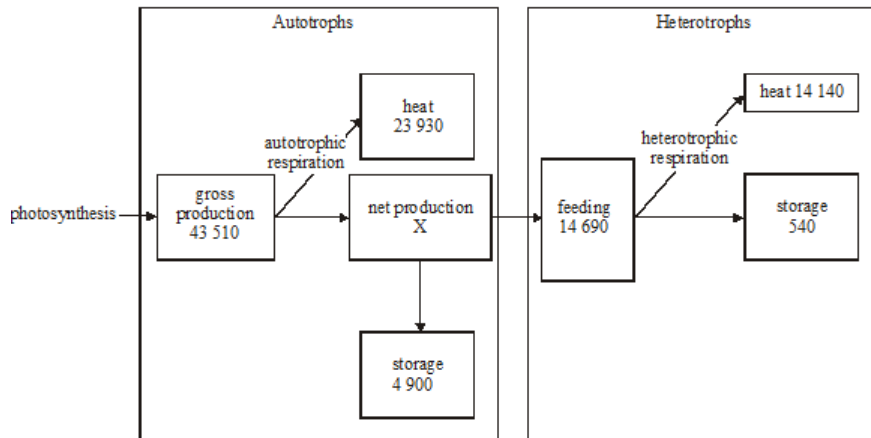 Autotrophs
Heterotrophs
heat
23 930
heat 14 140
autotrophic
respiration
heterotrophic
respiration
photosynthesis
gross
production
43 510
net production
X
feeding
14 690
storage
540
storage
4 900